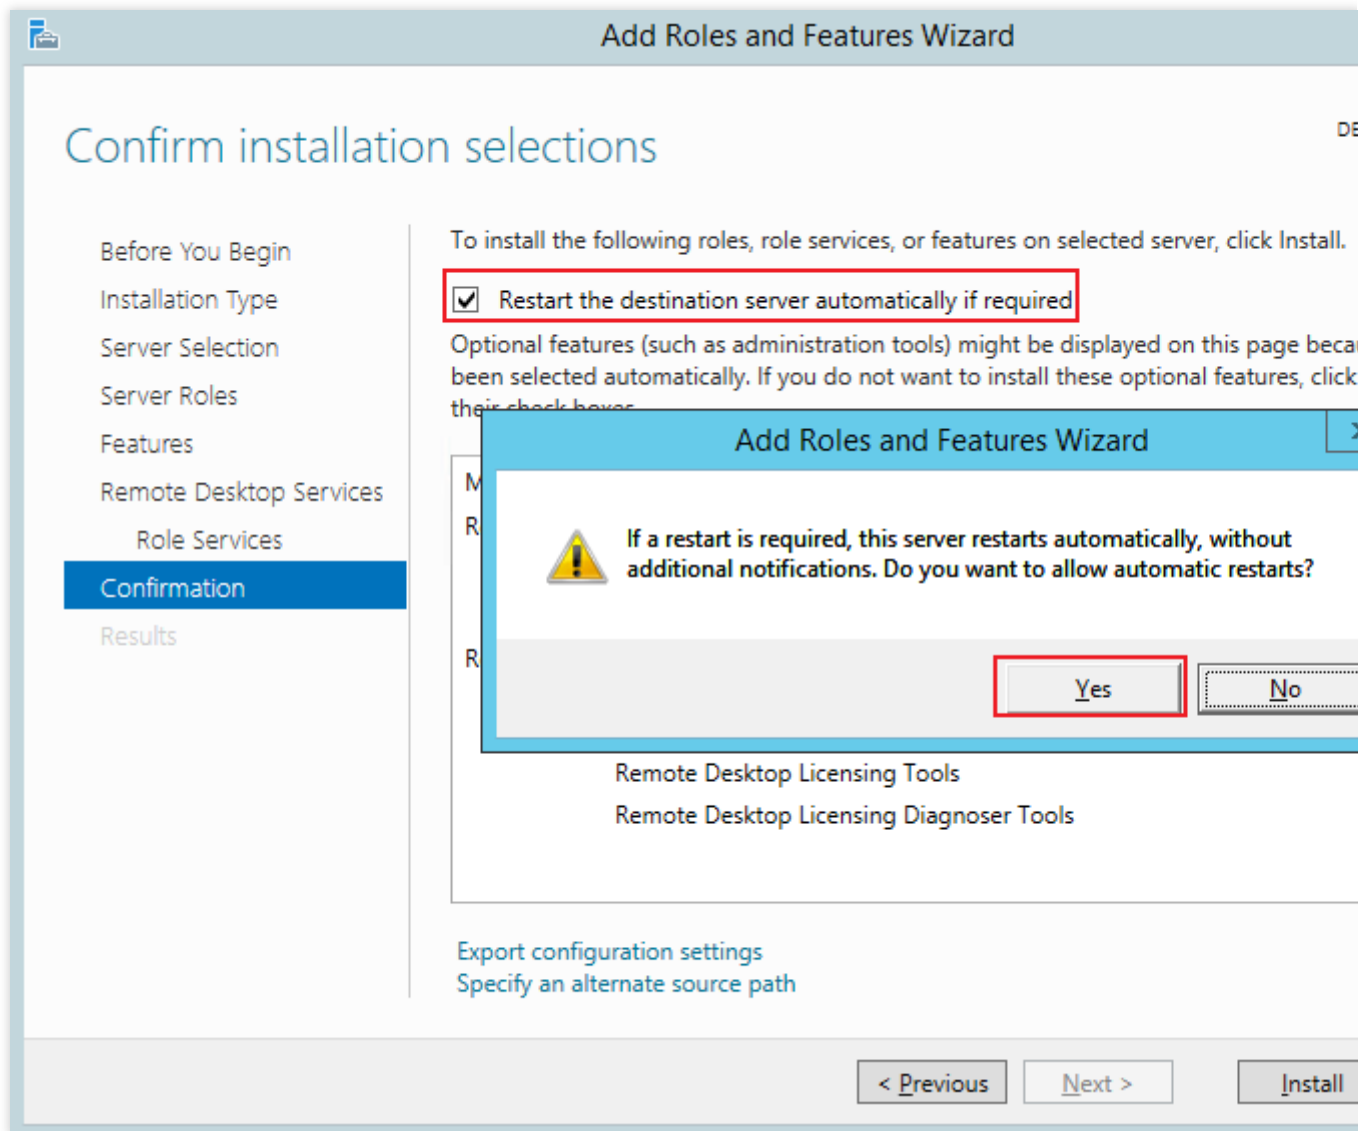 Add Roles and Features Wizard
Confirm installation selections
DE
Before You Begin
Installation Type
Server Selection
Server Roles
Features
Remote Desktop Services
Role Services
Confirmation
Results
To install the following roles, role services, or features on selected server, click Install.
Restart the destination server automatically if required
Optional features (such as administration tools) might be displayed on this page
been selected automatically. If you do not want to install these optional features, click
their check boxes
Add Roles and Features Wizard
If a restart is required, this server restarts automatically, without
additional notifications. Do you want to allow automatic restarts?
Yes
No
Remote Desktop Licensing Tools
Remote Desktop Licensing Diagnoser Tools
Export configuration settings
Specify an alternate source path
< Previous
Next >
Install